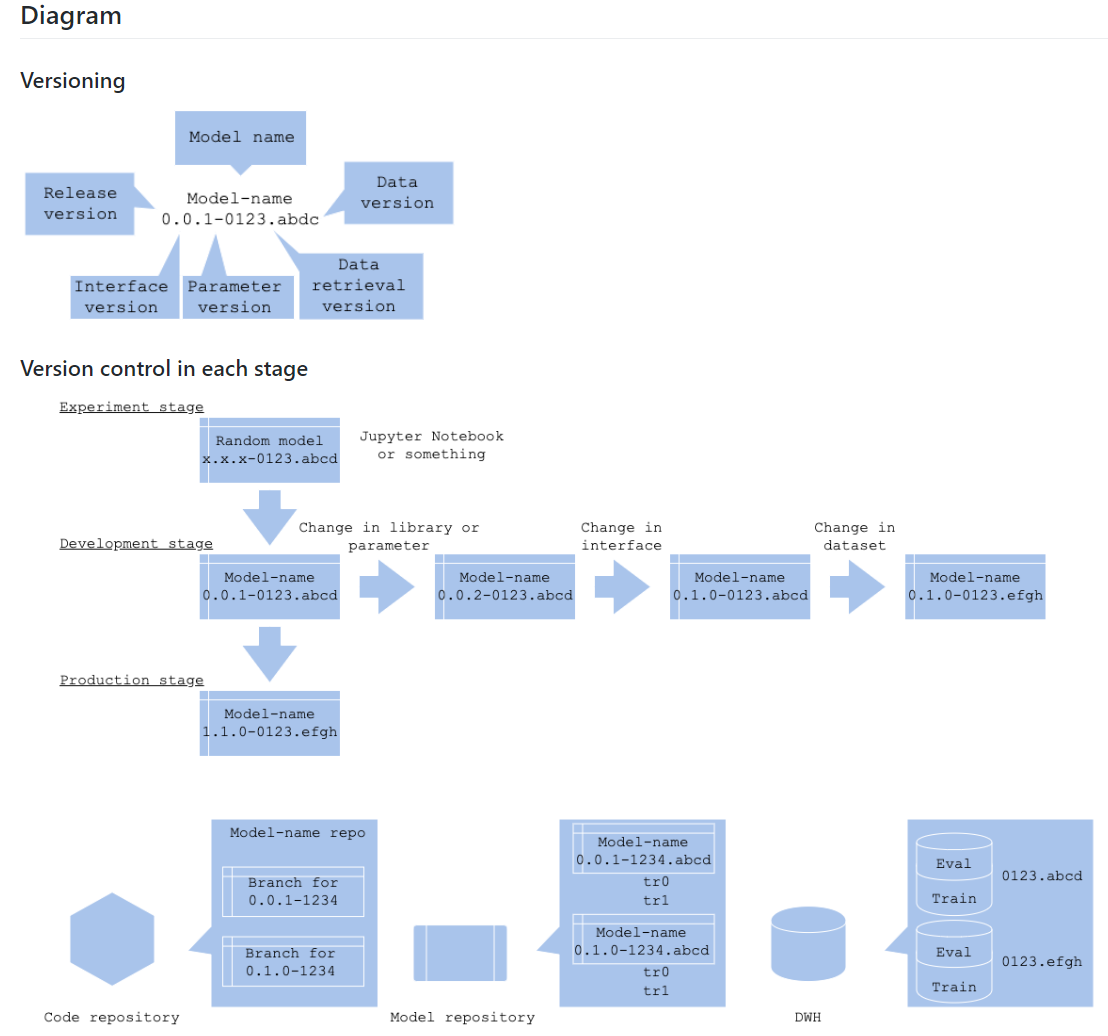 Diagram
Versioning
Model name
Release
version
Model-name
0.0.1-0123.abdc
Data
version
Interface
version
Parameter
version
Data
retrieval
version
Version control in each stage
Experiment stage
Random model
x.x.x-0123.abcd
Jupyter Notebook
or something
Development stage
Model-name
0.0.1-0123.abcd
Change in library or
parameter
Model-name
0.0.2-0123.abcd
Change in
interface
Model-name
0.1.0-0123.abcd
Change in
dataset
Model-name
0.1.0-0123.efgh
Production stage
Model-name
1.1.0-0123.efgh
Code repository
Model-name repo
Branch for
0.0.1-1234
Branch for
0.1.0-1234
Model repository
Model-name
0.0.1-1234.abcd
tr0
tr1
Model-name
0.1.0-1234.abcd
tr0
tr1
DWH
Eval
Train
0123.abcd
Eval
Train
0123.efgh